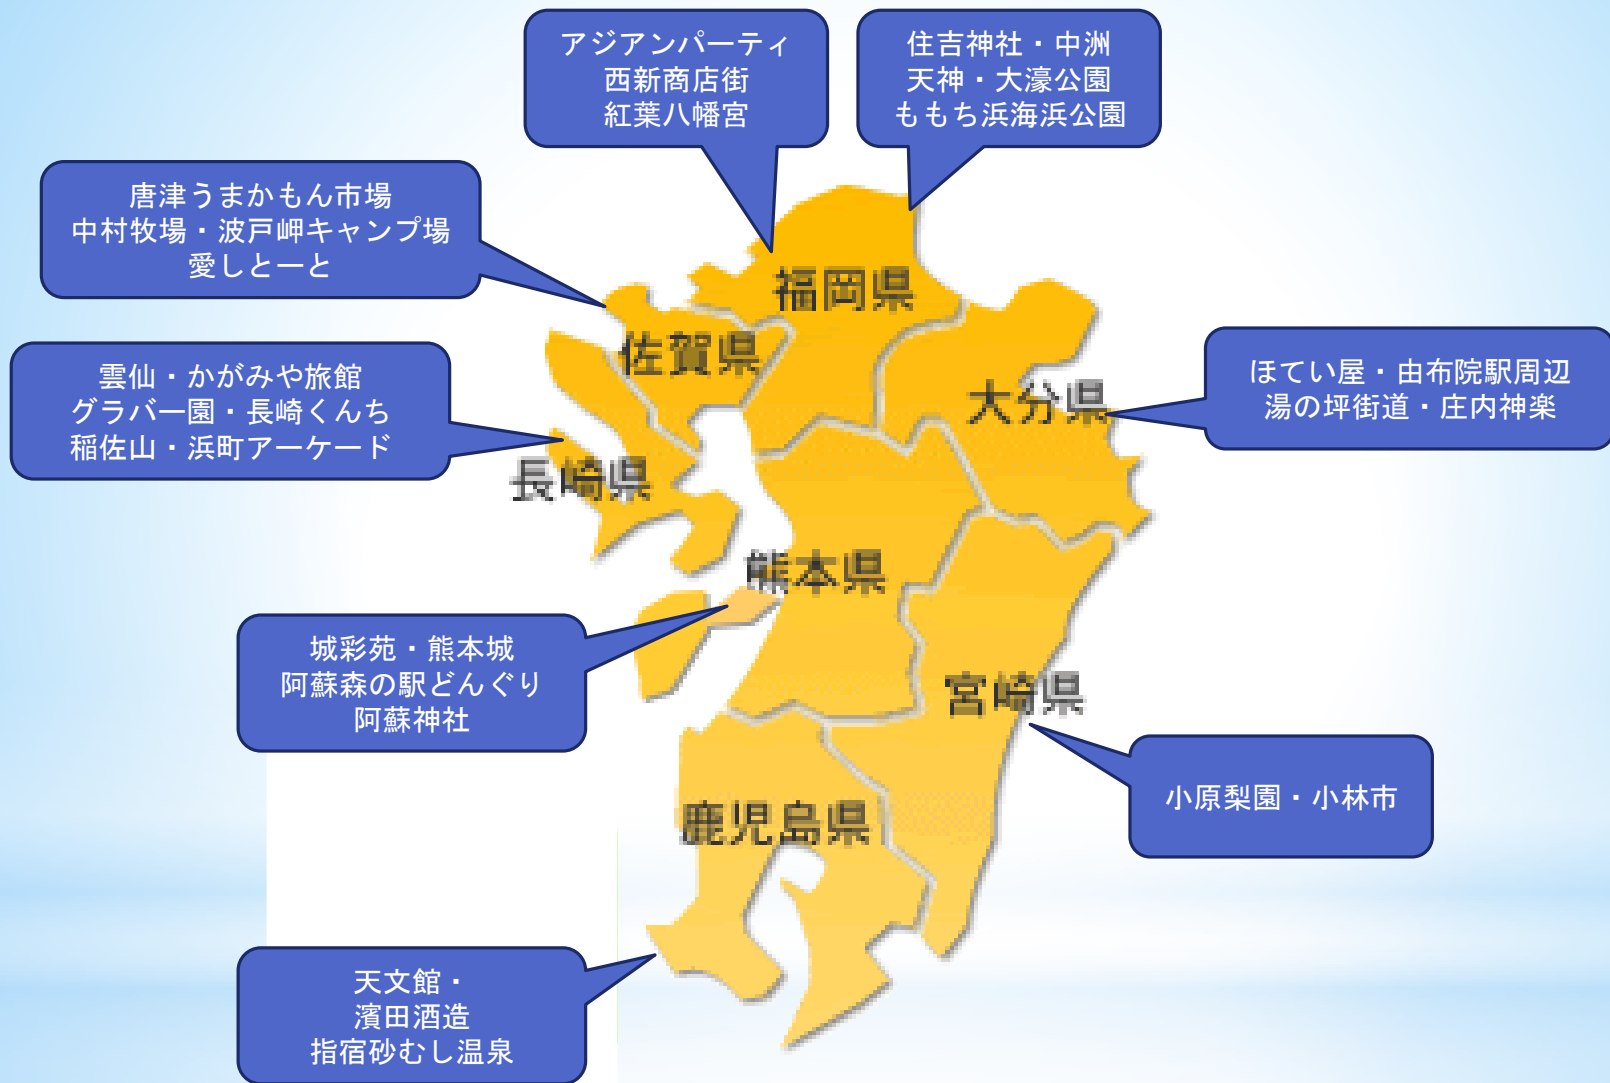 アジアンパーティ
西新商店街
紅葉八幡宮
住吉神社・中洲
天神・大濠公園
ももち浜海浜公園
唐津うまかもん市場
中村牧場・波戸岬キャンプ場
愛しとーと
福岡県
佐賀県
雲仙・かがみや旅館
グラバー園・長崎くんち
稲佐山・浜町アーケード
ほてい屋・由布院駅周辺
湯の坪街道・庄内神楽
大分県
長崎県
熊本県
城彩苑・熊本城
阿蘇森の駅どんぐり
阿蘇神社
宮崎県
小原梨園・小林市
鹿児島県
天文館・
濱田酒造
指宿砂むし温泉